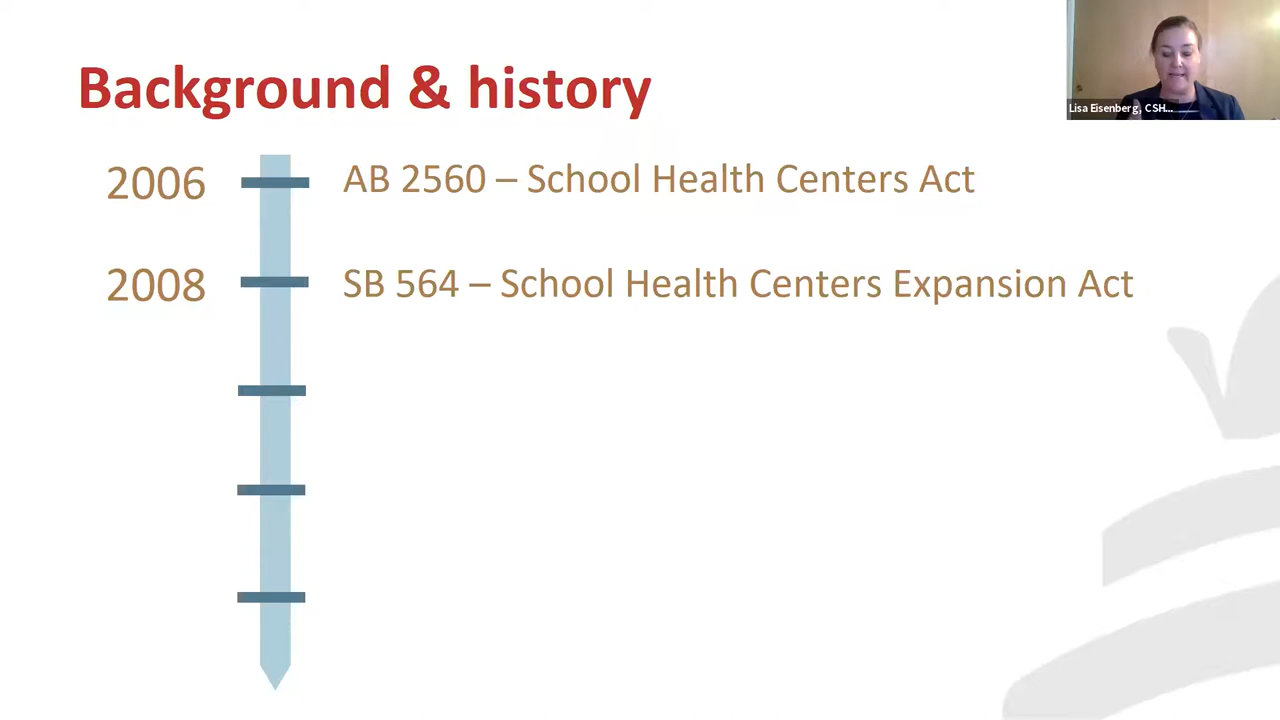 Background & history
Lisa Eisenberg, CSH...
2006
AB 2560 – School Health Centers Act
2008
SB 564 – School Health Centers Expansion Act